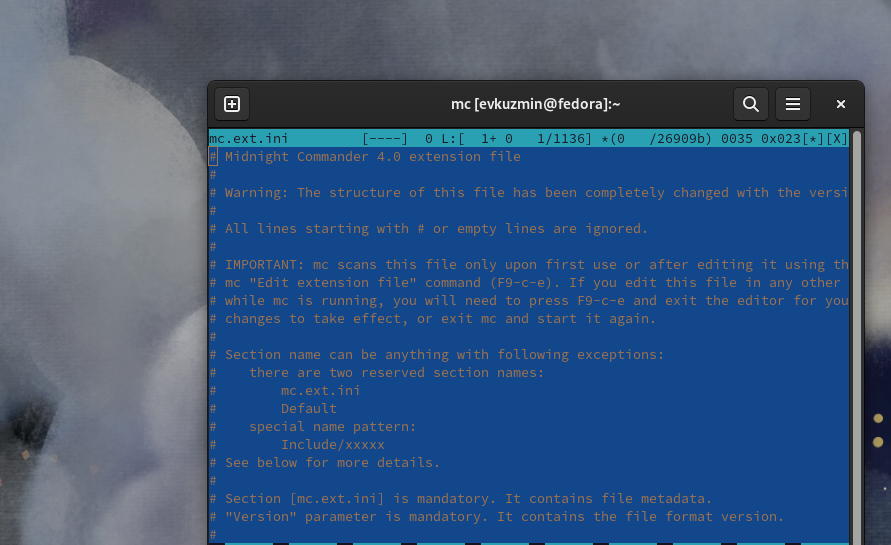 mc [evkuzmin@fedora]:~
mc.ext.ini [----] 0 L:[ 1+ 0 1/1136] *(0 /26909b) 0035 0x023[*][X]
# Midnight Commander 4.0 extension file
#
# Warning: The structure of this file has been completely changed with the versi
#
# All lines starting with # or empty lines are ignored.
#
# IMPORTANT: mc scans this file only upon first use or after editing it using th
# mc "Edit extension file" command (F9-c-e). If you edit this file in any other
# while mc is running, you will need to press F9-c-e and exit the editor for you
# changes to take effect, or exit mc and start it again.
#
# Section name can be anything with following exceptions:
#    there are two reserved section names:
#        mc.ext.ini
#        Default
#    special name pattern:
#        Include/xxxxx
# See below for more details.
#
# Section [mc.ext.ini] is mandatory. It contains file metadata.
# "Version" parameter is mandatory. It contains the file format version.
#